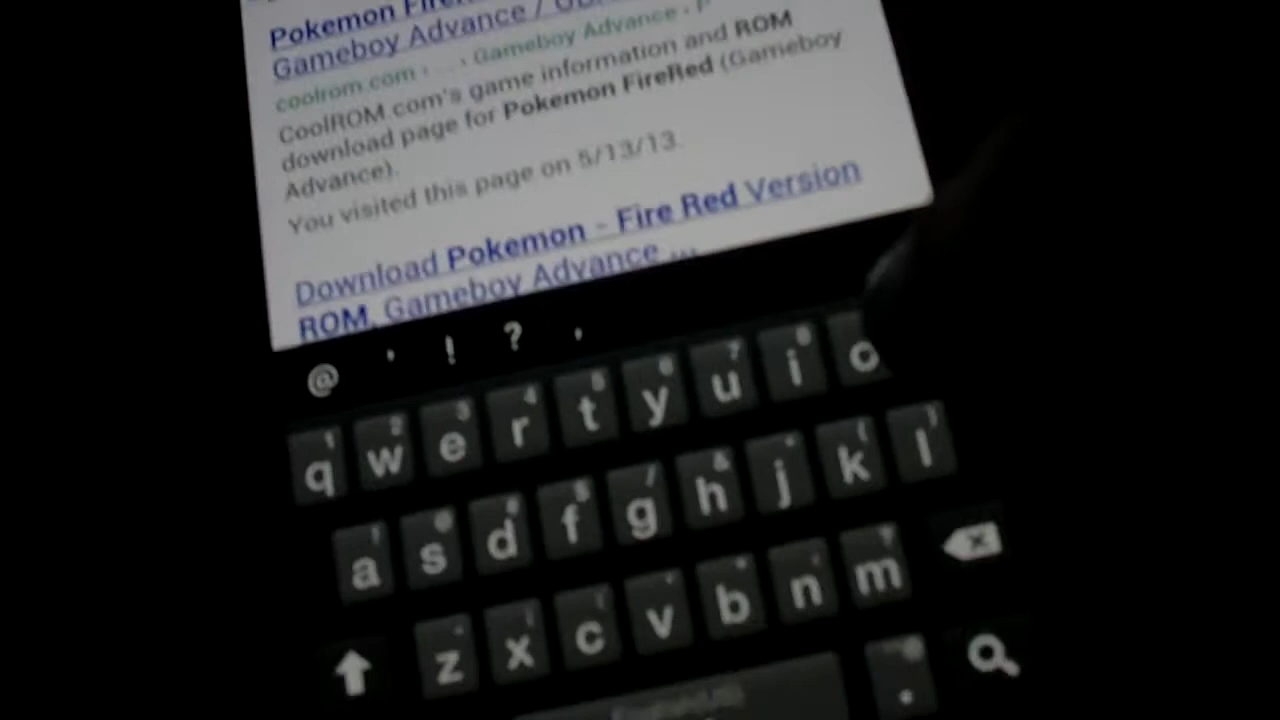 Pokemon
Gameboy Advance /
coolrom.com › ... › Gameboy Advance › P
CoolROM.com's game information and ROM
download page for Pokemon FireRed (Gameboy
Advance).
You visited this page on 5/13/13.
Download Pokemon - Fire Red Version
ROM, Gameboy Advance ...
@ ' ! ? ,
q w e r t y u i o
a s d f g h j k l
z x c v b n m
.